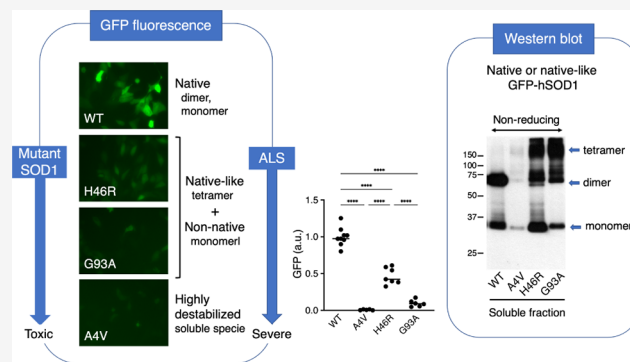 GFP fluorescence
WT
Native
dimer,
monomer
Mutant
SOD1
H46R
Native-like
tetramer
+
Non-native
monomerl
G93A
ALS
A4V
Highly
destabilized
soluble specie
Toxic
Severe
****
****
**** **** ****
GFP (a.u.)
1.5
1.0
0.5
0.0
WT A4V H46R G93A
Western blot
Native or native-like
GFP-hSOD1
Non-reducing
150
100
75
50
37
25
tetramer
dimer
monomer
WT A4V H46R G93A
Soluble fraction